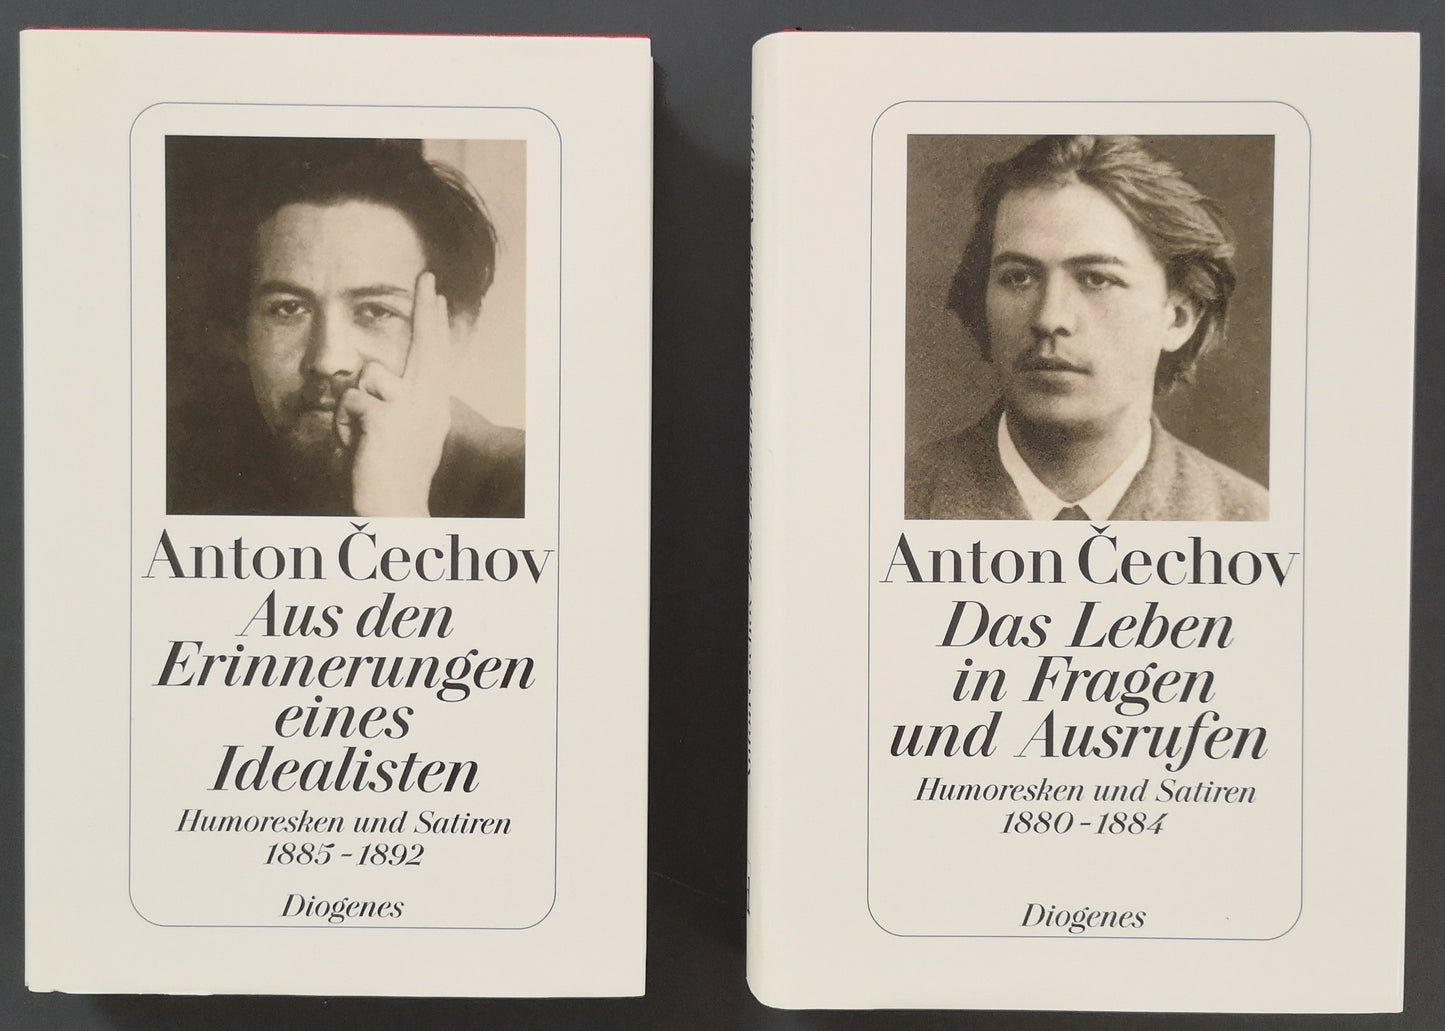 Anton Čechov
Aus den
Erinnerungen
eines
Idealisten
Humoresken und Satiren
1885–1892
Diogenes
Anton Čechov
Das Leben
in Fragen
und Ausrufen
Humoresken und Satiren
1880–1884
Diogenes